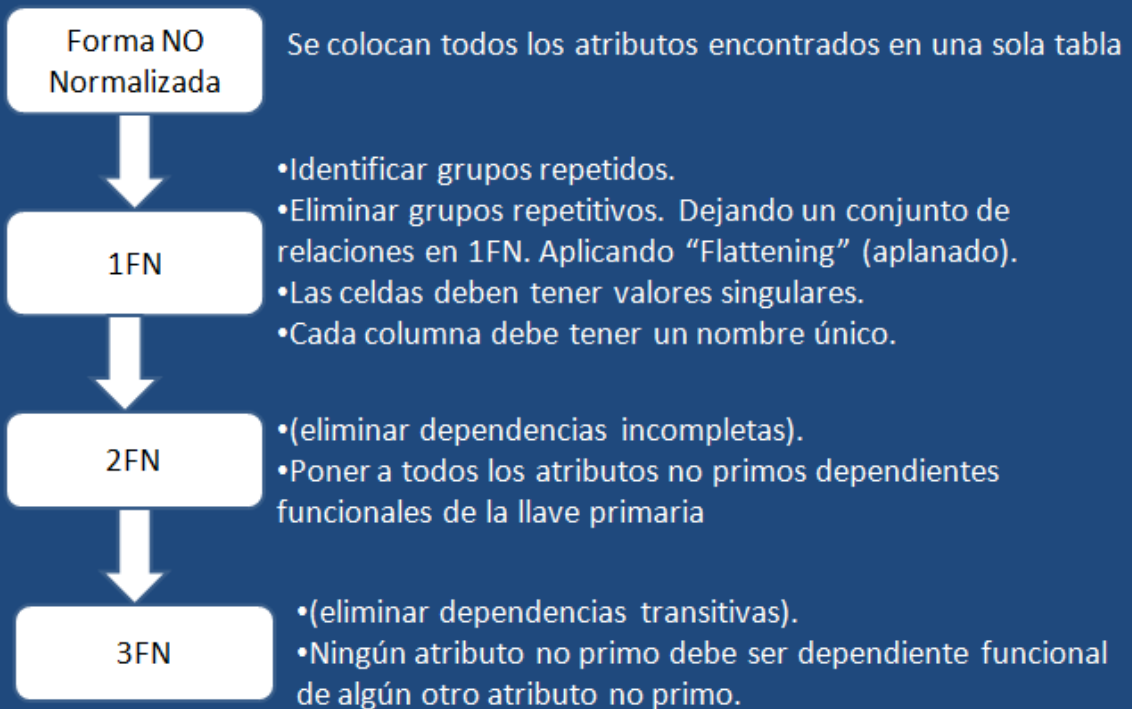 Forma NO
Normalizada
Se colocan todos los atributos encontrados en una sola tabla
1FN
•Identificar grupos repetidos.
•Eliminar grupos repetitivos. Dejando un conjunto de
relaciones en 1FN. Aplicando “Flattening” (aplanado).
•Las celdas deben tener valores singulares.
•Cada columna debe tener un nombre único.
2FN
•(eliminar dependencias incompletas).
•Poner a todos los atributos no primos dependientes
funcionales de la llave primaria
3FN
•(eliminar dependencias transitivas).
•Ningún atributo no primo debe ser dependiente funcional
de algún otro atributo no primo.